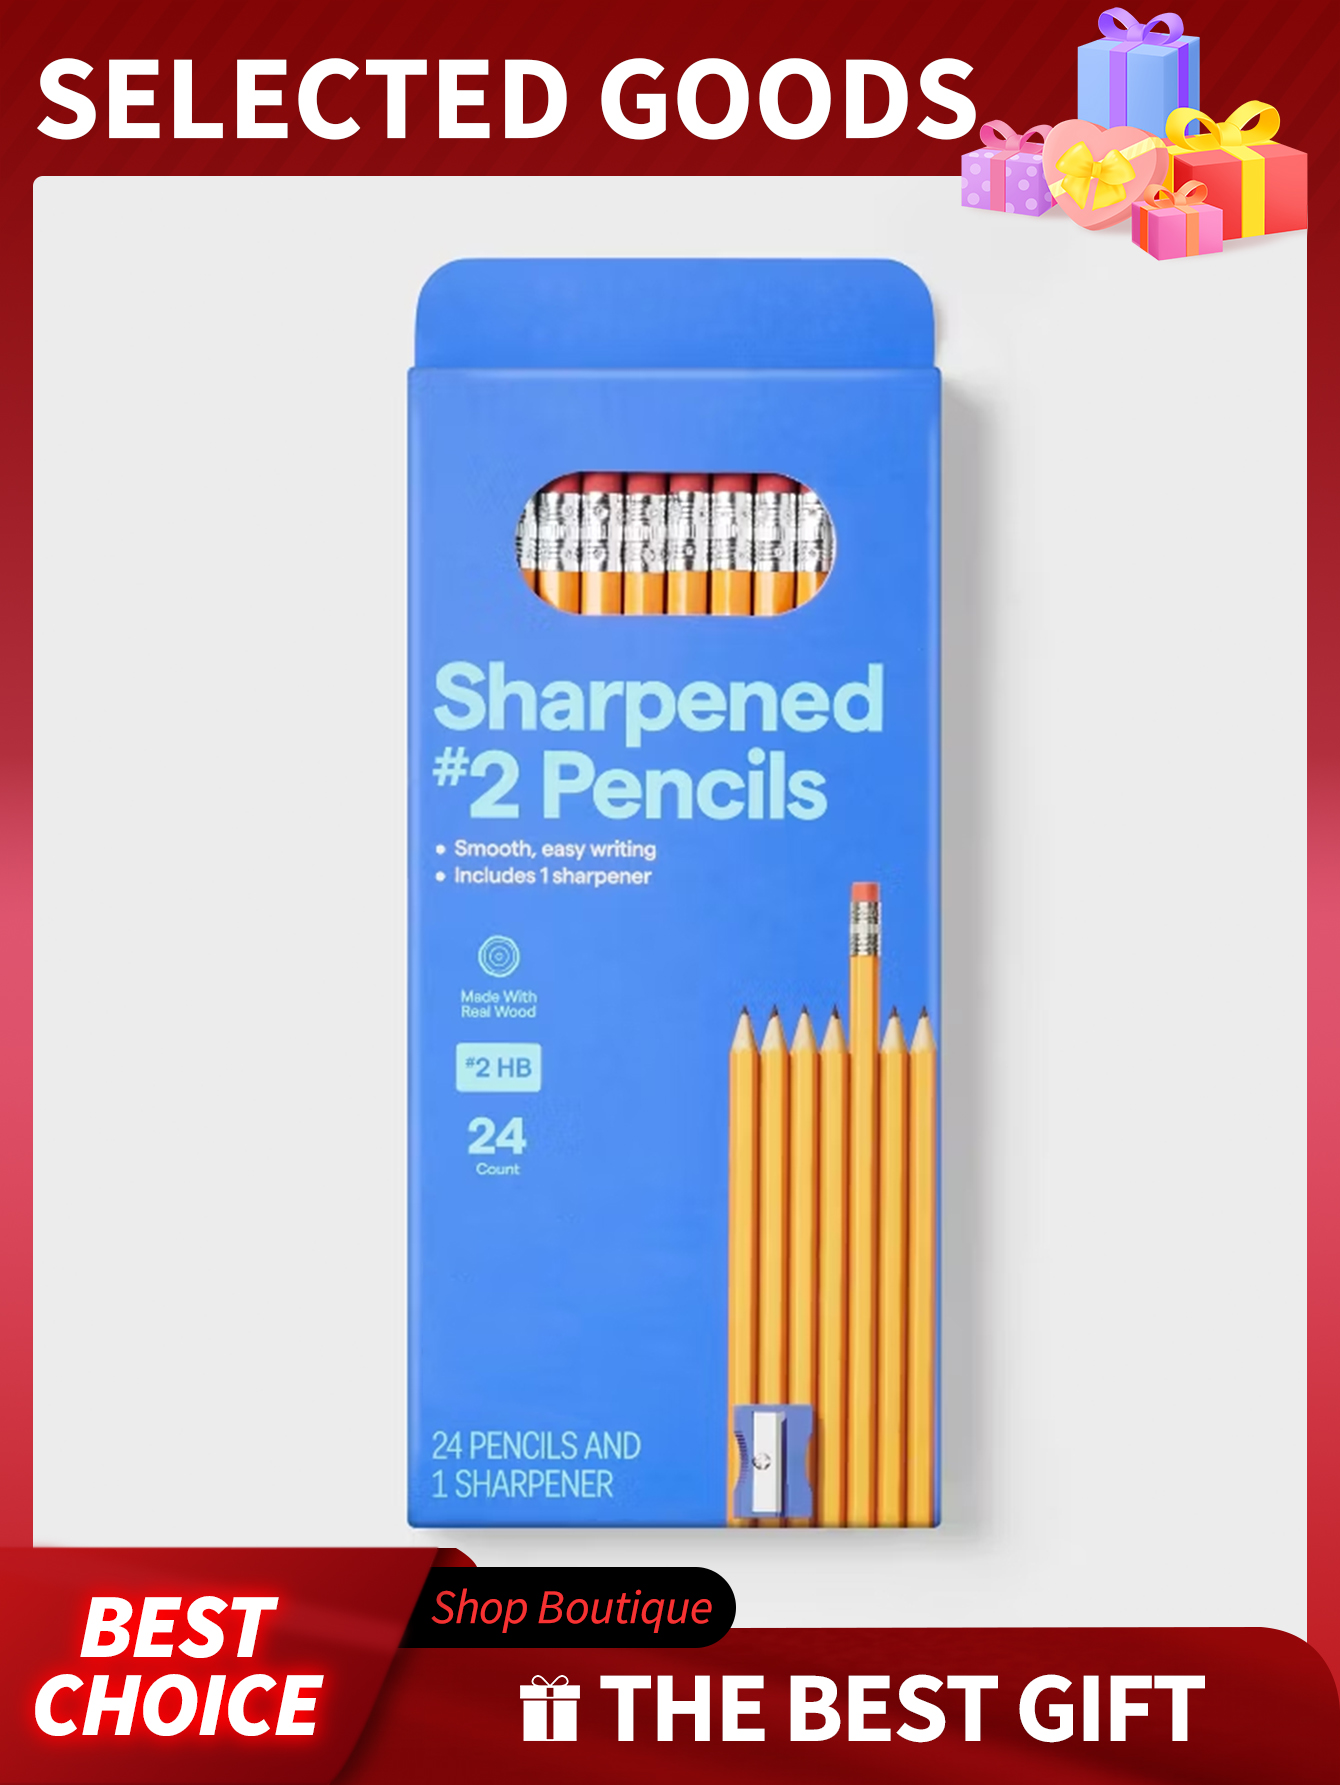 SELECTED GOODS
Sharpened
#2 Pencils
• Smooth, easy writing
• Includes 1 sharpener
Made With
Real Wood
#2 HB
24
Count
24 PENCILS AND
1 SHARPENER
BEST
CHOICE
Shop Boutique
THE BEST GIFT